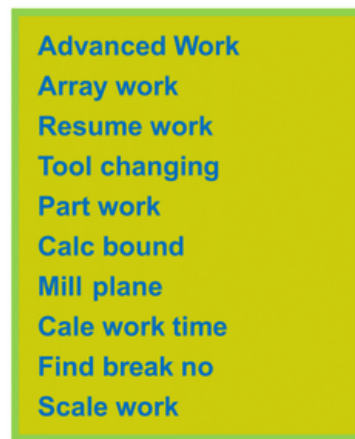 Advanced Work
Array work
Resume work
Tool changing
Part work
Calc bound
Mill plane
Cale work time
Find break no
Scale work